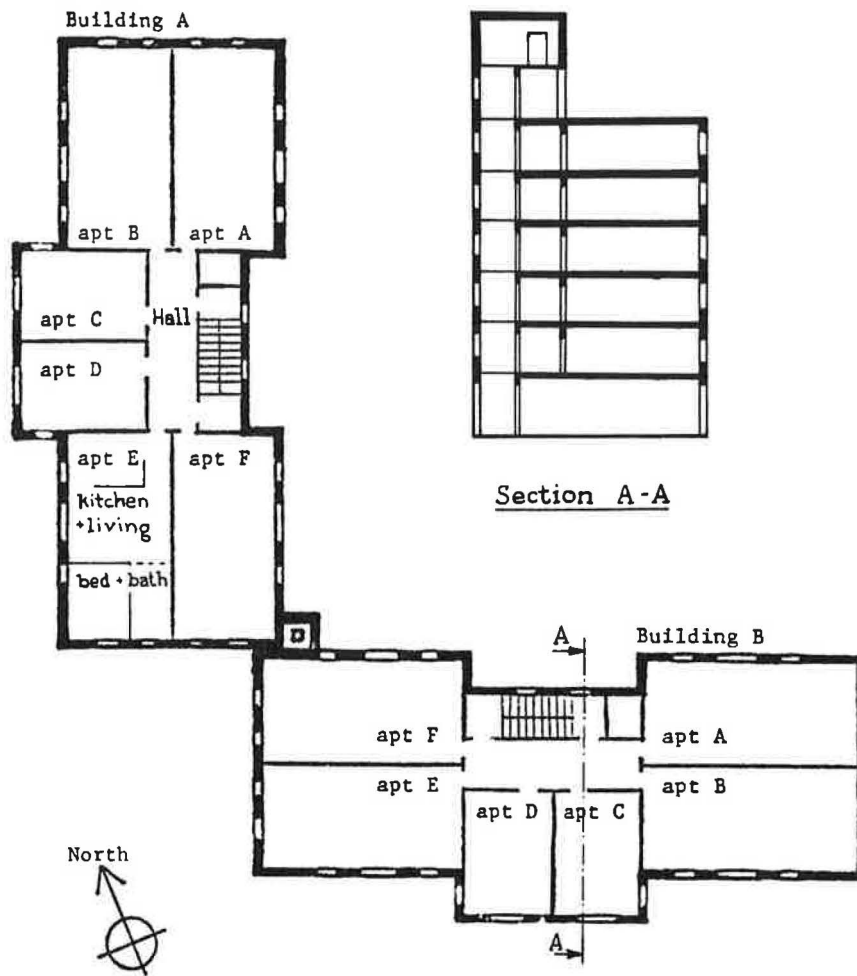 Building A
apt B
apt A
apt C
Hall
apt D
apt E
apt F
kitchen
+living
bed + bath
Section A-A
A
Building B
apt F
apt A
apt E
apt B
apt D
apt C
A
North